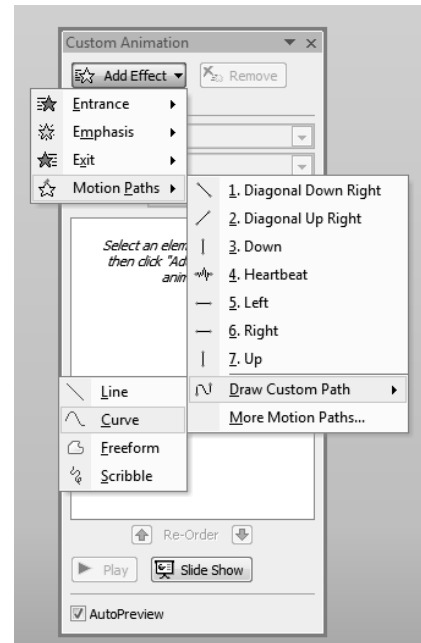 Custom Animation
Add Effect
Remove
Entrance
Emphasis
Exit
Motion Paths
1. Diagonal Down Right
2. Diagonal Up Right
3. Down
4. Heartbeat
5. Left
6. Right
7. Up
Draw Custom Path
More Motion Paths...
Select an
then click "Ad
Line
Curve
Freeform
Scribble
Re-Order
Play
Slide Show
AutoPreview